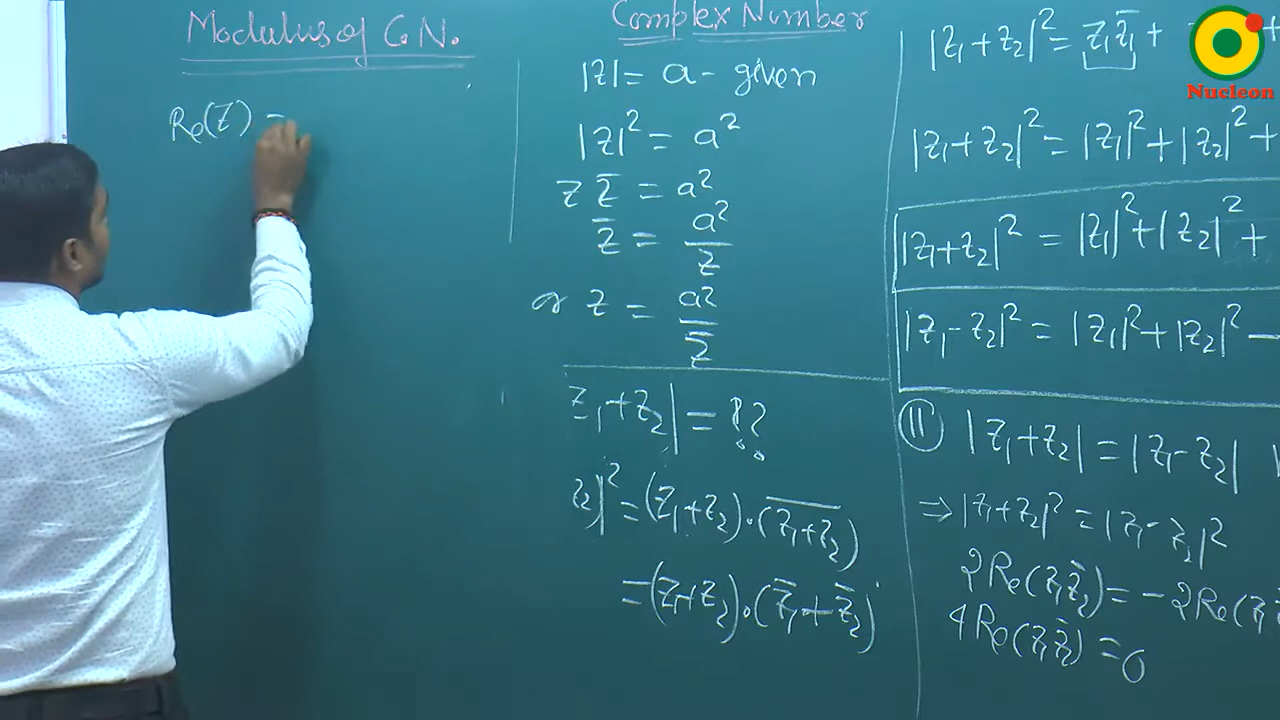 Modulus of C.N.
Re(z) =
Complex Number
|z| = a - given
|z|² = a²
z z̄ = a²
z̄ = a²/z
or z = a²/z̄
z₁+z₂| = ??
z₂|² = (z₁+z₂)·(z₁+z₂)‾
= (z₁+z₂)·(z̄₁+z̄₂)
|z₁+z₂|² = z₁z̄₁ +
|z₁+z₂|² = |z₁|²+|z₂|² +
|z₁+z₂|² = |z₁|²+|z₂|² +
|z₁-z₂|² = |z₁|²+|z₂|² -
II |z₁+z₂| = |z₁-z₂|
⇒ |z₁+z₂|² = |z₁-z₂|²
2Re(z₁z̄₂) = -2Re(z₁
4Re(z₁z̄₂) = 0
Nucleon